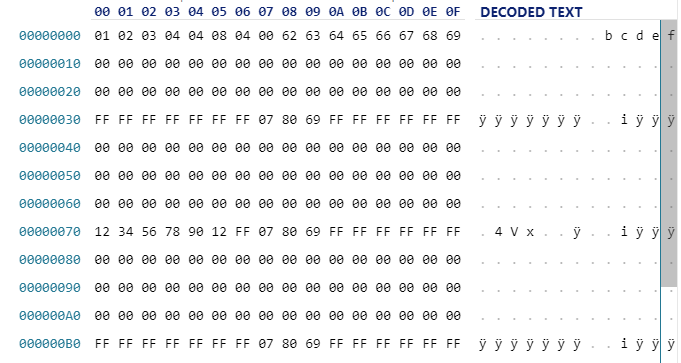 00 01 02 03 04 05 06 07 08 09 0A 0B 0C 0D 0E 0F DECODED TEXT
00000000 01 02 03 04 04 08 04 00 62 63 64 65 66 67 68 69 . . . . . . . . b c d e f
00000010 00 00 00 00 00 00 00 00 00 00 00 00 00 00 00 00 . . . . . . . . . . . . .
00000020 00 00 00 00 00 00 00 00 00 00 00 00 00 00 00 00 . . . . . . . . . . . . .
00000030 FF FF FF FF FF FF FF 07 80 69 FF FF FF FF FF FF ÿ ÿ ÿ ÿ ÿ ÿ ÿ . . i ÿ ÿ ÿ
00000040 00 00 00 00 00 00 00 00 00 00 00 00 00 00 00 00 . . . . . . . . . . . . .
00000050 00 00 00 00 00 00 00 00 00 00 00 00 00 00 00 00 . . . . . . . . . . . . .
00000060 00 00 00 00 00 00 00 00 00 00 00 00 00 00 00 00 . . . . . . . . . . . . .
00000070 12 34 56 78 90 12 FF 07 80 69 FF FF FF FF FF FF . 4 V x . . ÿ . . i ÿ ÿ ÿ
00000080 00 00 00 00 00 00 00 00 00 00 00 00 00 00 00 00 . . . . . . . . . . . . .
00000090 00 00 00 00 00 00 00 00 00 00 00 00 00 00 00 00 . . . . . . . . . . . . .
000000A0 00 00 00 00 00 00 00 00 00 00 00 00 00 00 00 00 . . . . . . . . . . . . .
000000B0 FF FF FF FF FF FF FF 07 80 69 FF FF FF FF FF FF ÿ ÿ ÿ ÿ ÿ ÿ ÿ . . i ÿ ÿ ÿ